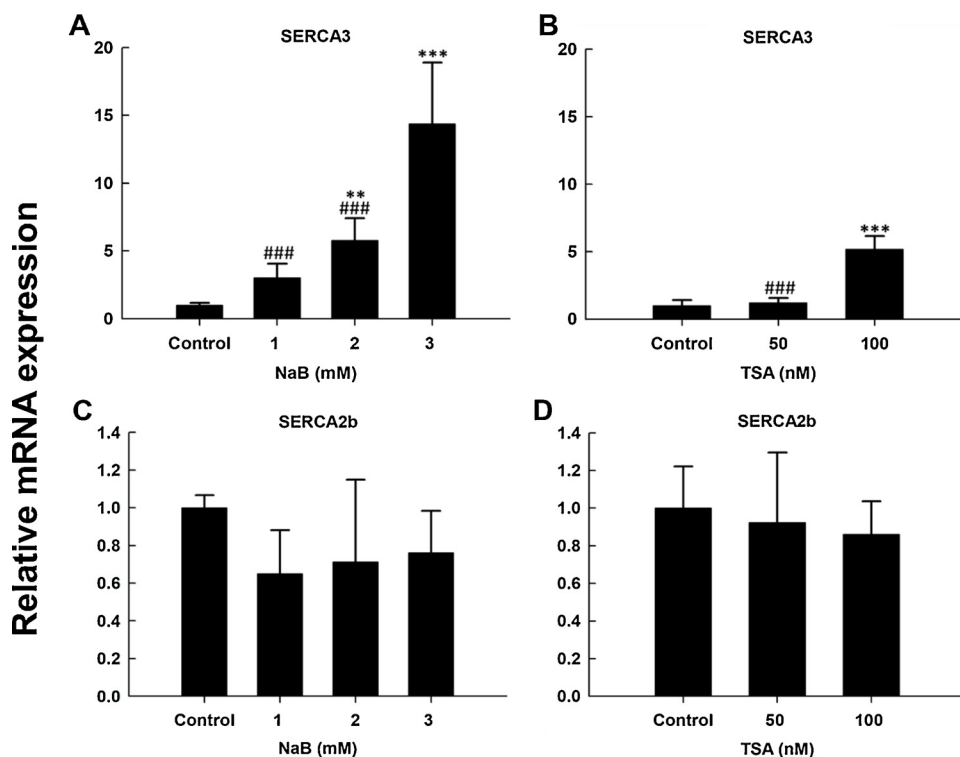 Relative mRNA expression
A
SERCA3
20
15
10
5
0
***
**
###
###
Control 1 2 3
NaB (mM)
B
SERCA3
20
15
10
5
0
***
###
Control 50 100
TSA (nM)
C
SERCA2b
1.4
1.2
1.0
0.8
0.6
0.4
0.2
0.0
Control 1 2 3
NaB (mM)
D
SERCA2b
1.4
1.2
1.0
0.8
0.6
0.4
0.2
0.0
Control 50 100
TSA (nM)